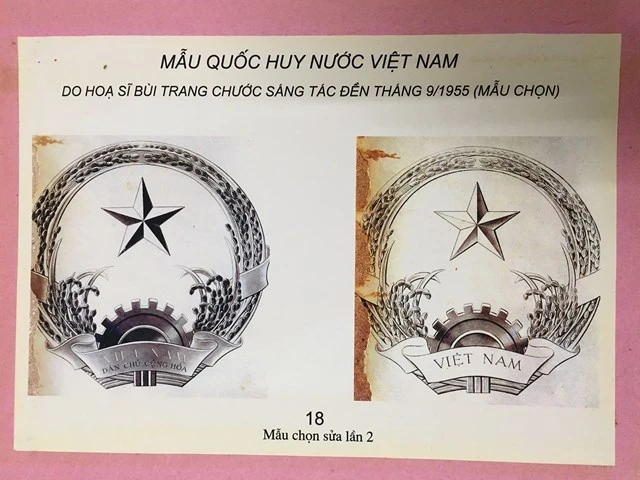 MẪU QUỐC HUY NƯỚC VIỆT NAM
DO HOẠ SĨ BÙI TRANG CHƯỚC SÁNG TÁC ĐẾN THÁNG 9/1955 (MẪU CHỌN)
VIỆT NAM
DÂN CHỦ CỘNG HÒA
VIỆT NAM
18
Mẫu chọn sửa lần 2